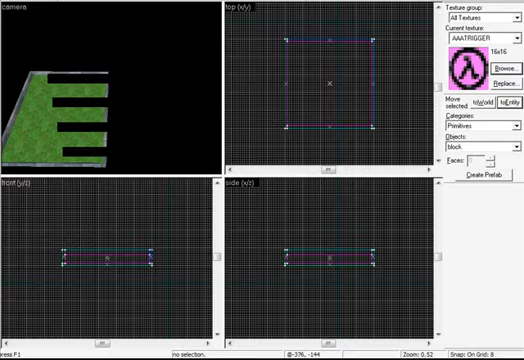 camera
top (x/y)
Texture group:
All Textures
Current texture:
AAATRIGGER
16x16
Browse...
Replace...
Move
selected
toWorld
toEntity
Categories:
Primitives
Objects:
block
Faces:
Create Prefab
front (y/z)
side (x/z)
press F1
no selection.
@-376, -144
Zoom: 0.52
Snap: On Grid: 8